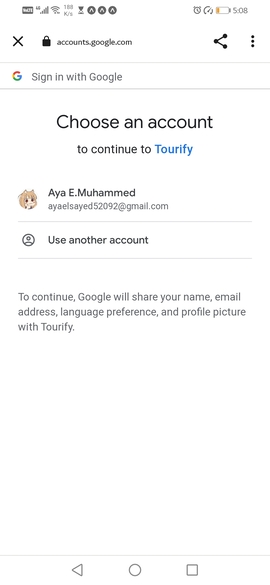 188
K/s
5:08
accounts.google.com
G Sign in with Google
Choose an account
to continue to Tourify
Aya E.Muhammed
ayaelsayed52092@gmail.com
Use another account
To continue, Google will share your name, email
address, language preference, and profile picture
with Tourify.